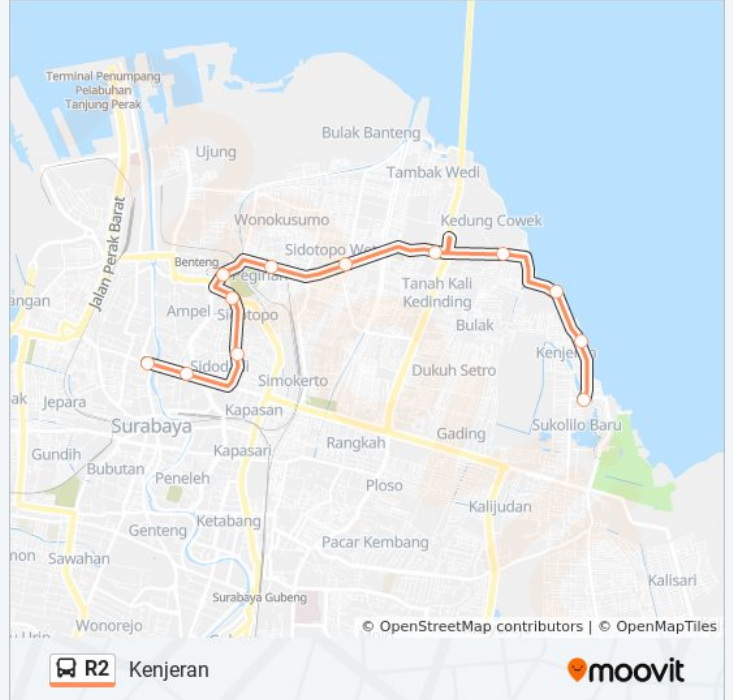 Terminal Penumpang
Pelabuhan
Tanjung Perak
Bulak Banteng
Ujung
Tambak Wedi
Jalan Perak Barat
Wonokusumo
Kedung Cowek
Sidotopo
Benteng
Tanah Kali
Kedinding
angan
Ampel
Bulak
Kenjeran
Dukuh Setro
Simokerto
ak
Jepara
Kapasan
Surabaya
Sukolilo Baru
Gading
Rangkah
Gundih
Kapasari
Bubutan
Peneleh
Ploso
Kalijudan
Ketabang
Genteng
Pacar Kembang
non
Sawahan
Kalisari
Surabaya Gubeng
Wonorejo
© OpenStreetMap contributors | © OpenMapTiles
R2
Kenjeran
moovit